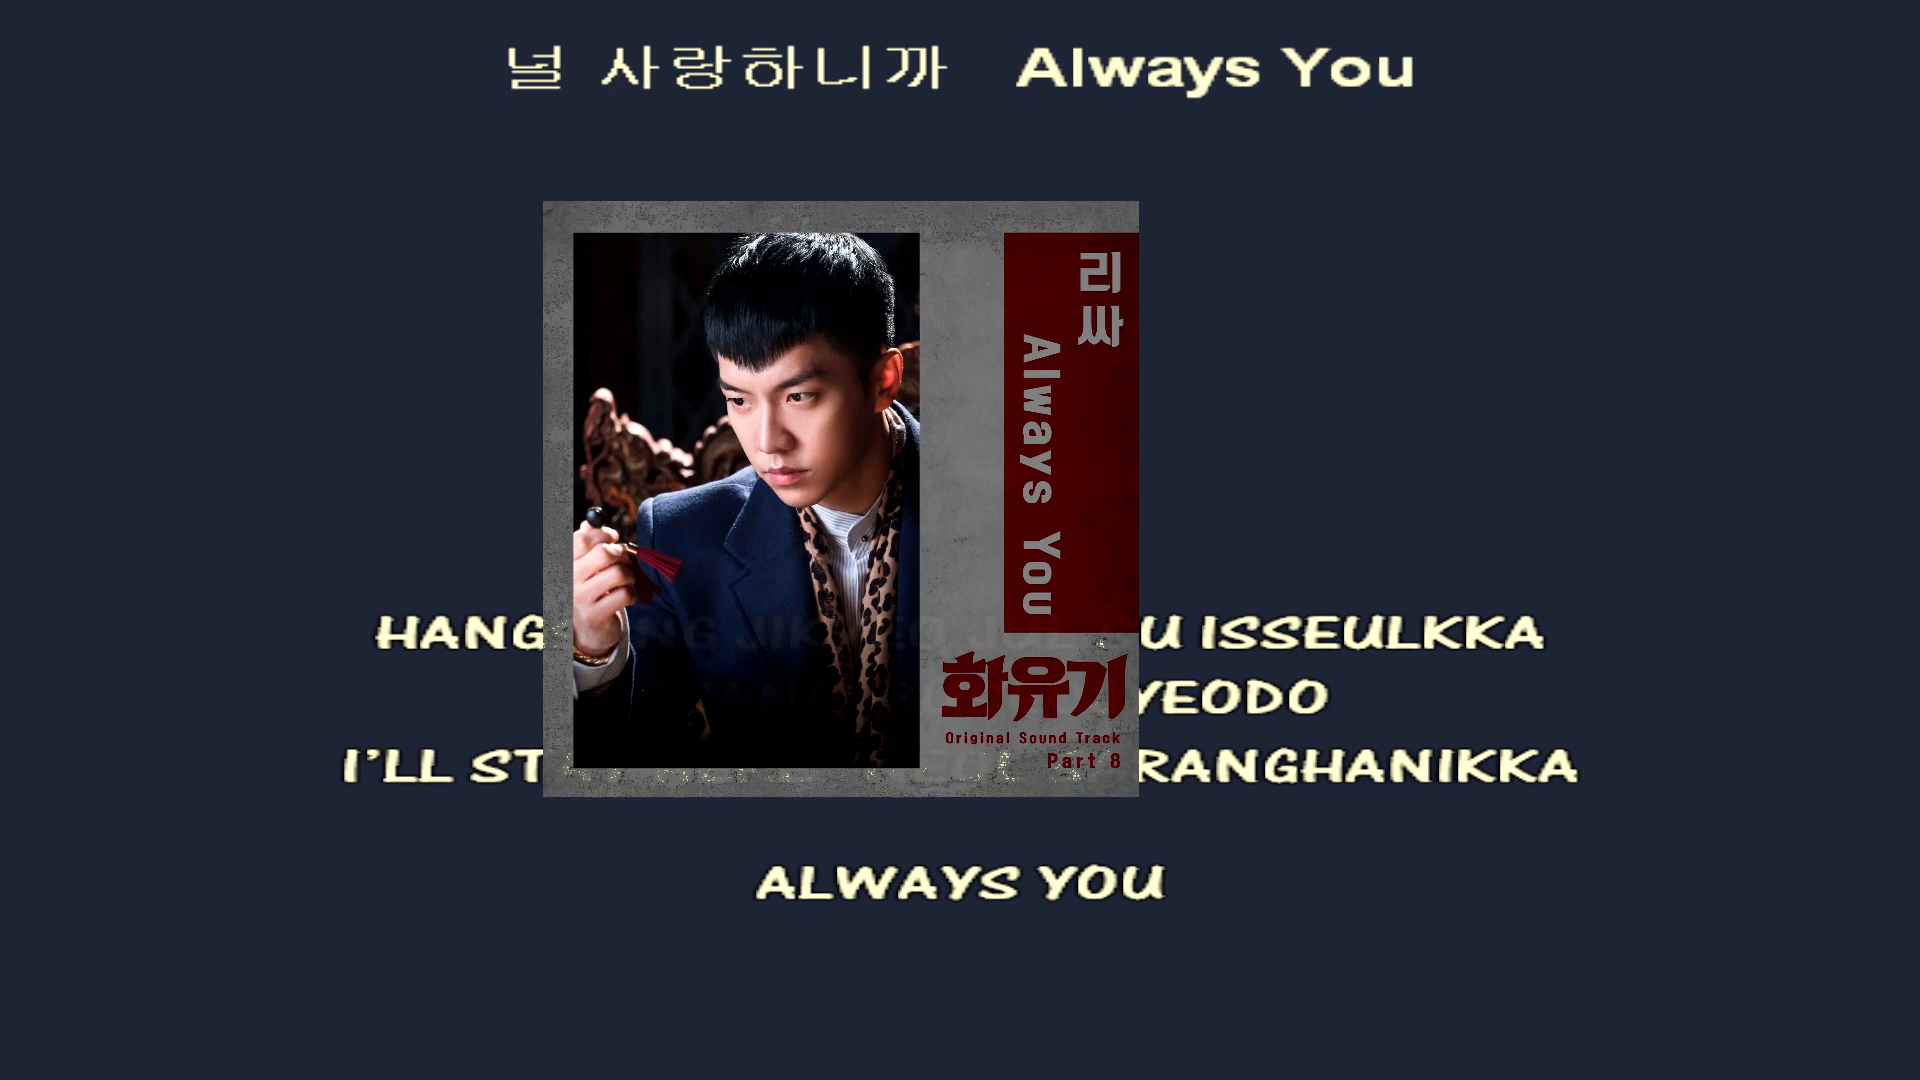 널 사랑하니까 Always You
리싸
Always You
HANG
U ISSEULKKA
YEODO
화유기
Original Sound Track
Part 8
I'LL ST
RANGHANIKKA
ALWAYS YOU